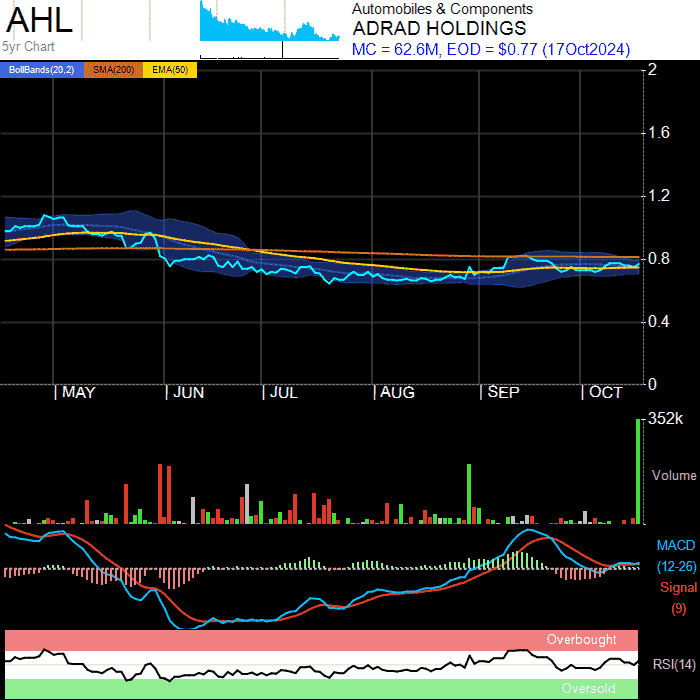 AHL
5yr Chart
Automobiles & Components
ADRAD HOLDINGS
MC = 62.6M, EOD = $0.77 (17Oct2024)
BollBands(20,2) SMA(200) EMA(50)
2
1.6
1.2
0.8
0.4
0
MAY JUN JUL AUG SEP OCT
352k
Volume
MACD
(12-26)
Signal
(9)
Overbought
RSI(14)
Oversold